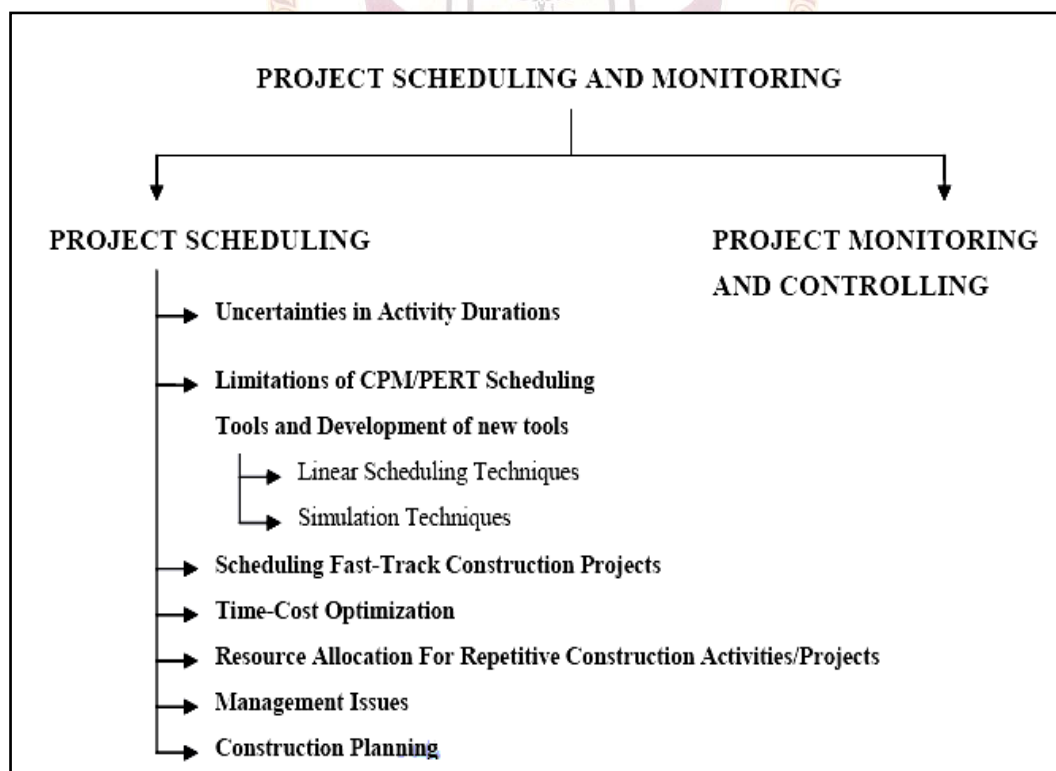 PROJECT SCHEDULING AND MONITORING
PROJECT SCHEDULING
PROJECT MONITORING
AND CONTROLLING
Uncertainties in Activity Durations
Limitations of CPM/PERT Scheduling
Tools and Development of new tools
Linear Scheduling Techniques
Simulation Techniques
Scheduling Fast-Track Construction Projects
Time-Cost Optimization
Resource Allocation For Repetitive Construction Activities/Projects
Management Issues
Construction Planning